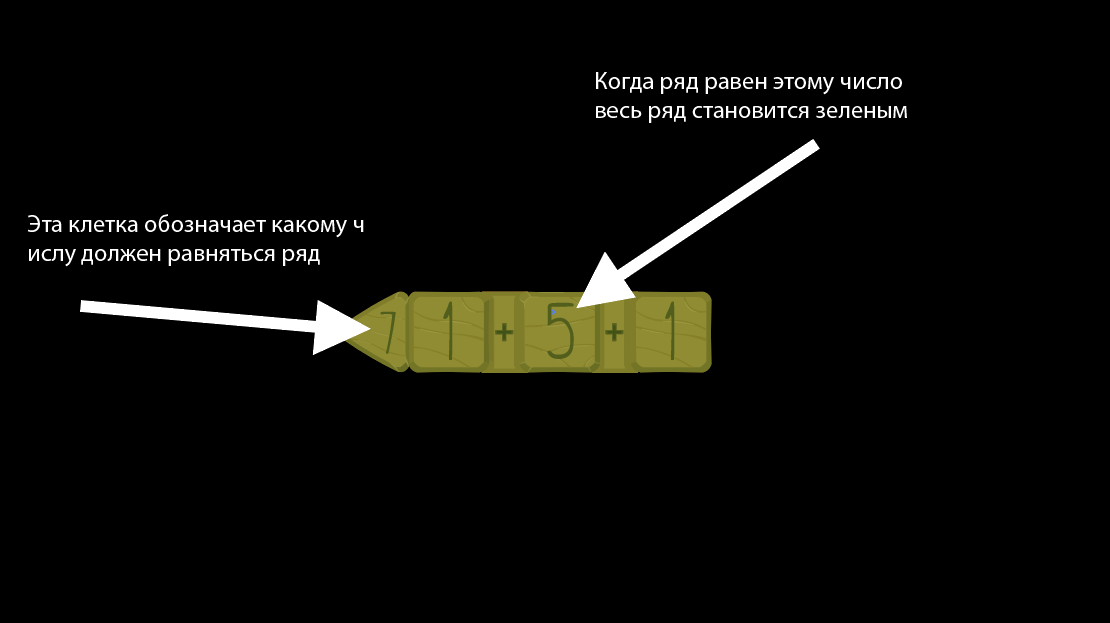 Когда ряд равен этому число
весь ряд становится зеленым
Эта клетка обозначает какому ч
ислу должен равняться ряд
7 1 + 5 + 1